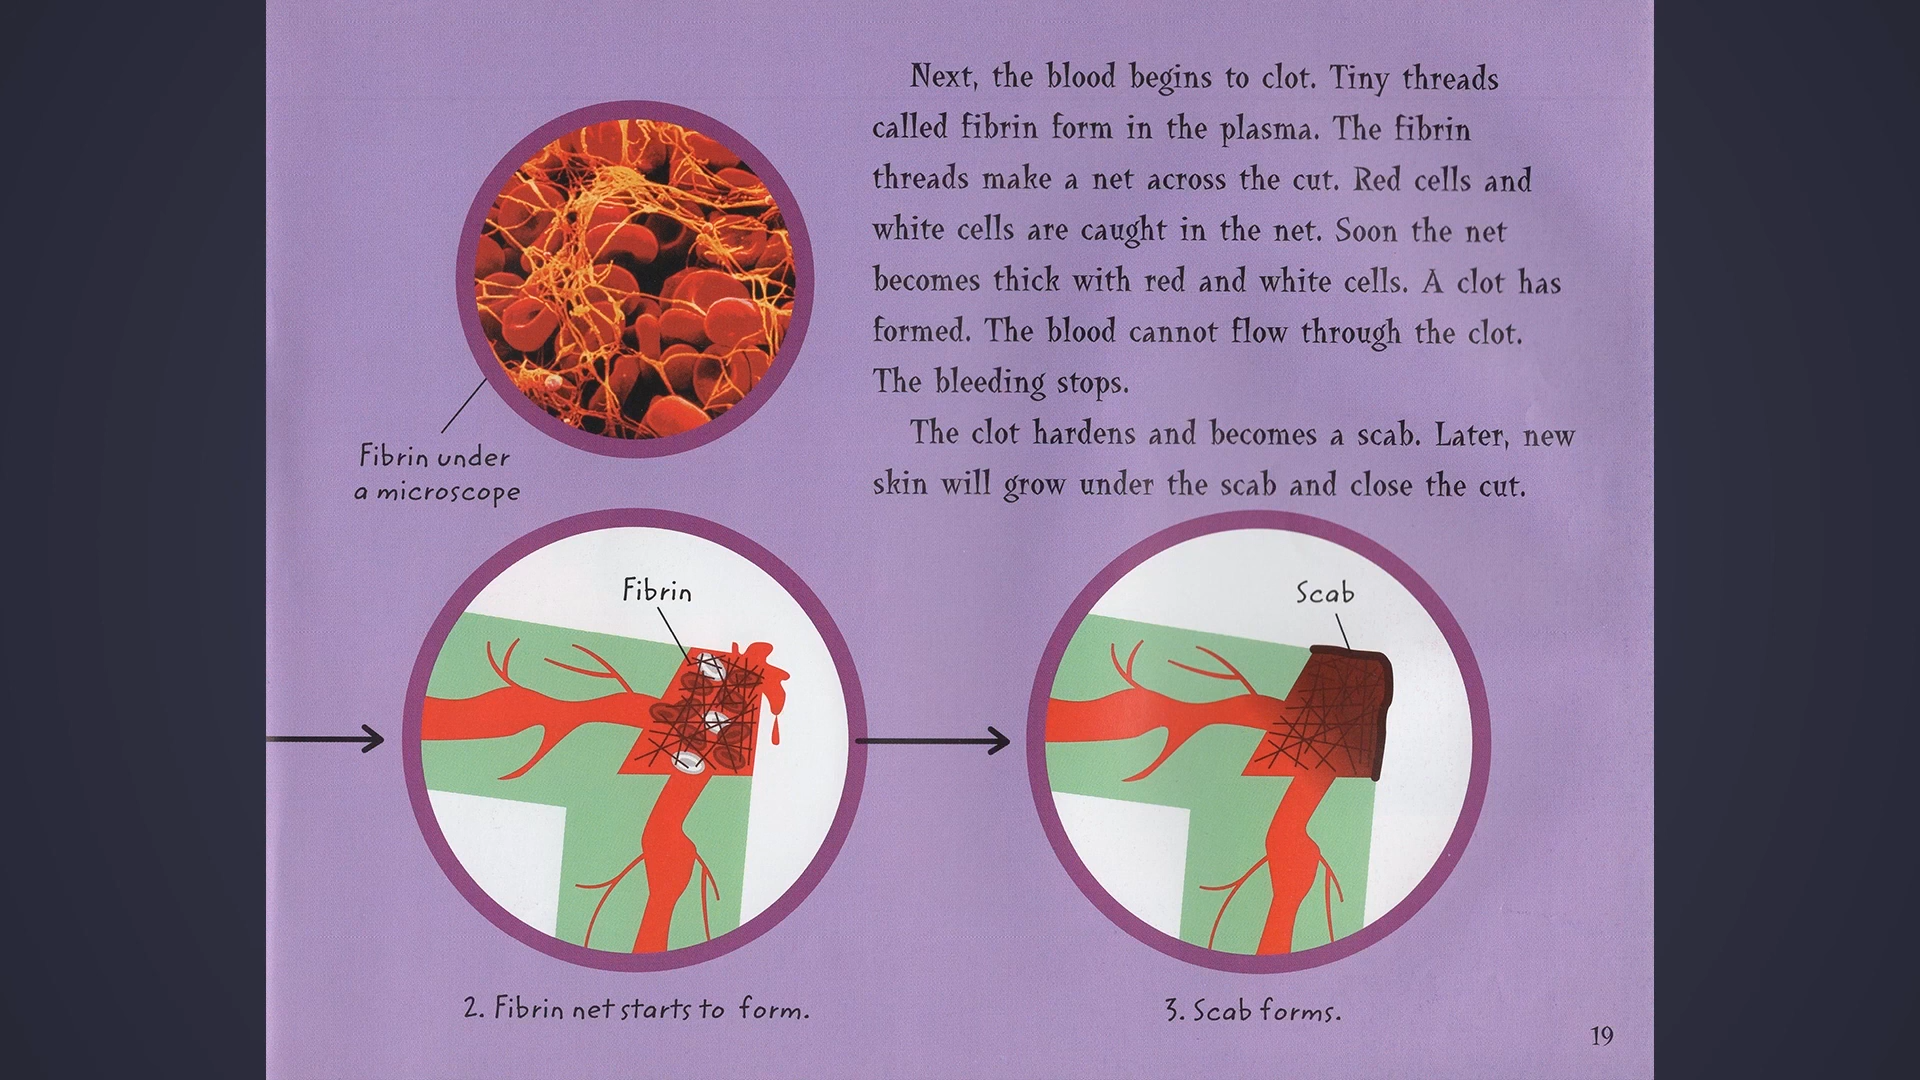 Next, the blood begins to clot. Tiny threads
called fibrin form in the plasma. The fibrin
threads make a net across the cut. Red cells and
white cells are caught in the net. Soon the net
becomes thick with red and white cells. A clot has
formed. The blood cannot flow through the clot.
The bleeding stops.
The clot hardens and becomes a scab. Later, new
skin will grow under the scab and close the cut.
Fibrin under
a microscope
Fibrin
Scab
2. Fibrin net starts to form.
3. Scab forms.
19